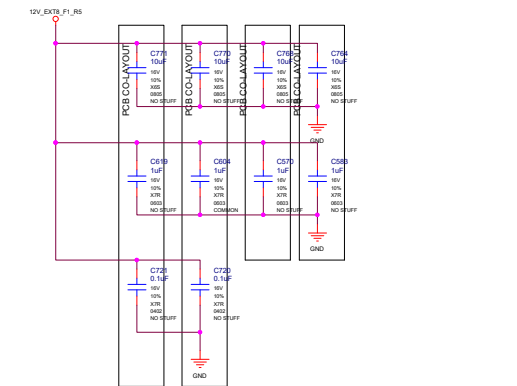 12V_EXT8_F1_R5
PCB CO-LAYOUT
C771
10uF
16V
10%
X6S
0805
NO STUFF
PCB CO-LAYOUT
C770
10uF
16V
10%
X6S
0805
NO STUFF
PCB CO-LAYOUT
C768
10uF
16V
10%
X6S
0805
NO STUFF
PCB CO-LAYOUT
C764
10uF
16V
10%
X6S
0805
NO STUFF
GND
C619
1uF
16V
10%
X7R
0603
NO STUFF
C604
1uF
16V
10%
X7R
0603
COMMON
C570
1uF
16V
10%
X7R
0603
NO STUFF
C583
1uF
16V
10%
X7R
0603
NO STUFF
GND
C721
0.1uF
16V
10%
X7R
0402
NO STUFF
C720
0.1uF
16V
10%
X7R
0402
NO STUFF
GND